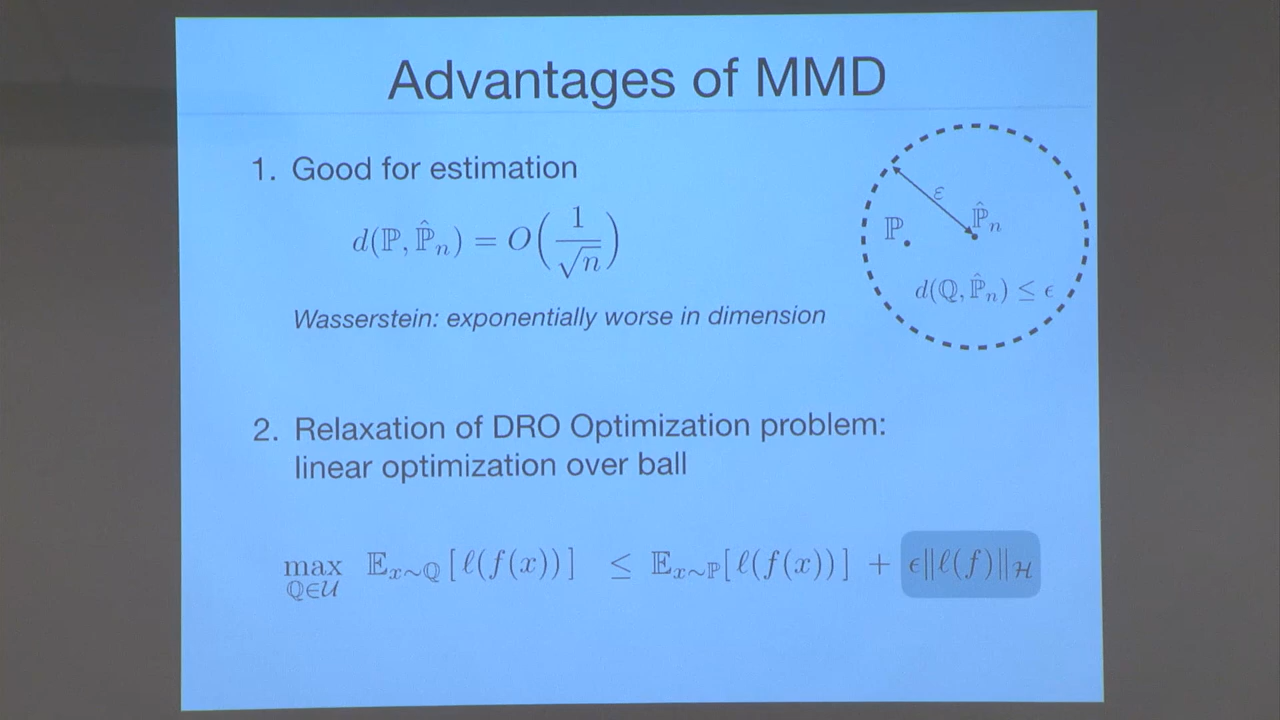 Advantages of MMD
1. Good for estimation
d(ℙ, ℙ̂ₙ) = O(1/√n)
Wasserstein: exponentially worse in dimension
ε
ℙ
ℙ̂ₙ
d(ℚ, ℙ̂ₙ) ≤ ϵ
2. Relaxation of DRO Optimization problem:
linear optimization over ball
max_{ℚ∈𝒰} 𝔼_{x∼ℚ}[ℓ(f(x))] ≤ 𝔼_{x∼ℙ}[ℓ(f(x))] + ϵ‖ℓ(f)‖_ℋ